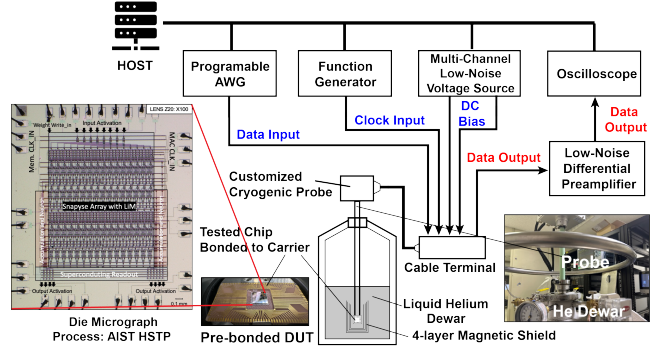 HOST
Programable
AWG
Function
Generator
Multi-Channel
Low-Noise
Voltage Source
Oscilloscope
Data Input
Clock Input
DC
Bias
Data Output
Data
Output
Low-Noise
Differential
Preamplifier
Customized
Cryogenic Probe
Tested Chip
Bonded to Carrier
Cable Terminal
Liquid Helium
Dewar
4-layer Magnetic Shield
Probe
He Dewar
Pre-bonded DUT
LENS Z20: X100
Weight Write_in
Input Activation
Mem. CLK_IN
MAC CLK_IN
Snapyse Array with LiM
Superconducting Readout
Output Activation
Output Activation
0.1 mm
Die Micrograph
Process: AIST HSTP